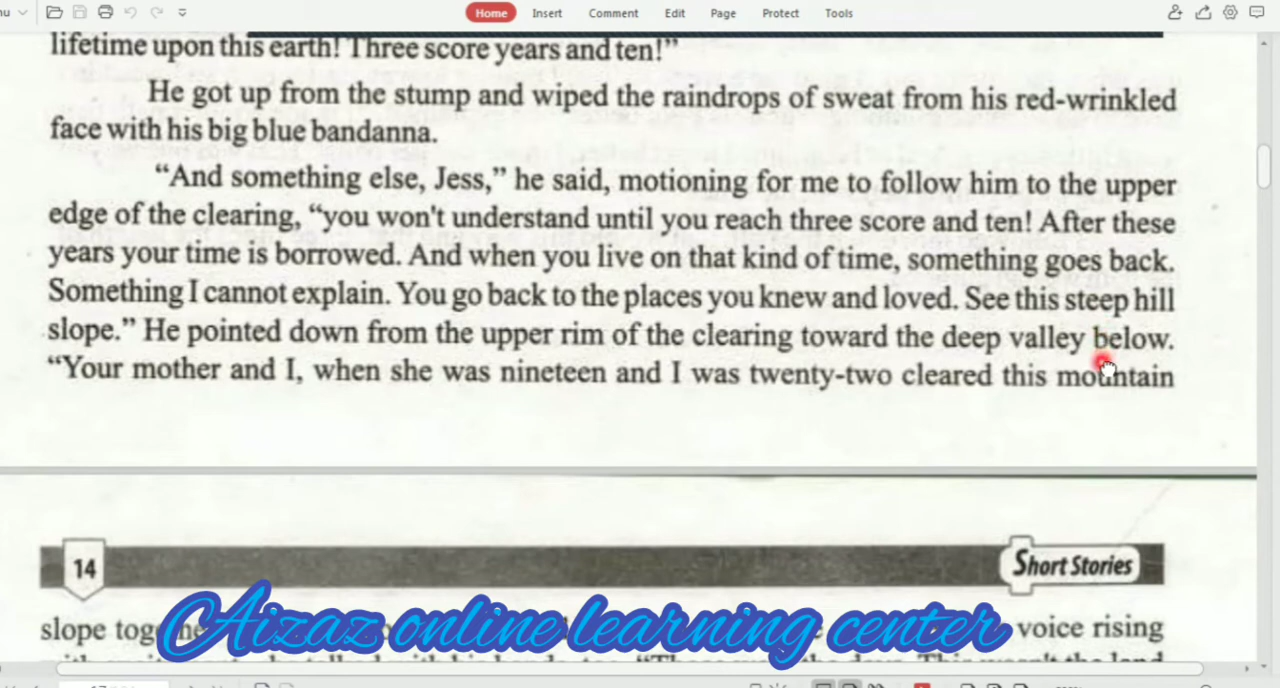 Home Insert Comment Edit Page Protect Tools
lifetime upon this earth! Three score years and ten!”
He got up from the stump and wiped the raindrops of sweat from his red-wrinkled
face with his big blue bandanna.
“And something else, Jess,” he said, motioning for me to follow him to the upper
edge of the clearing, “you won't understand until you reach three score and ten! After these
years your time is borrowed. And when you live on that kind of time, something goes back.
Something I cannot explain. You go back to the places you knew and loved. See this steep hill
slope.” He pointed down from the upper rim of the clearing toward the deep valley below.
“Your mother and I, when she was nineteen and I was twenty-two cleared this mountain
14
Short Stories
Aizaz online learning center
slope voice rising